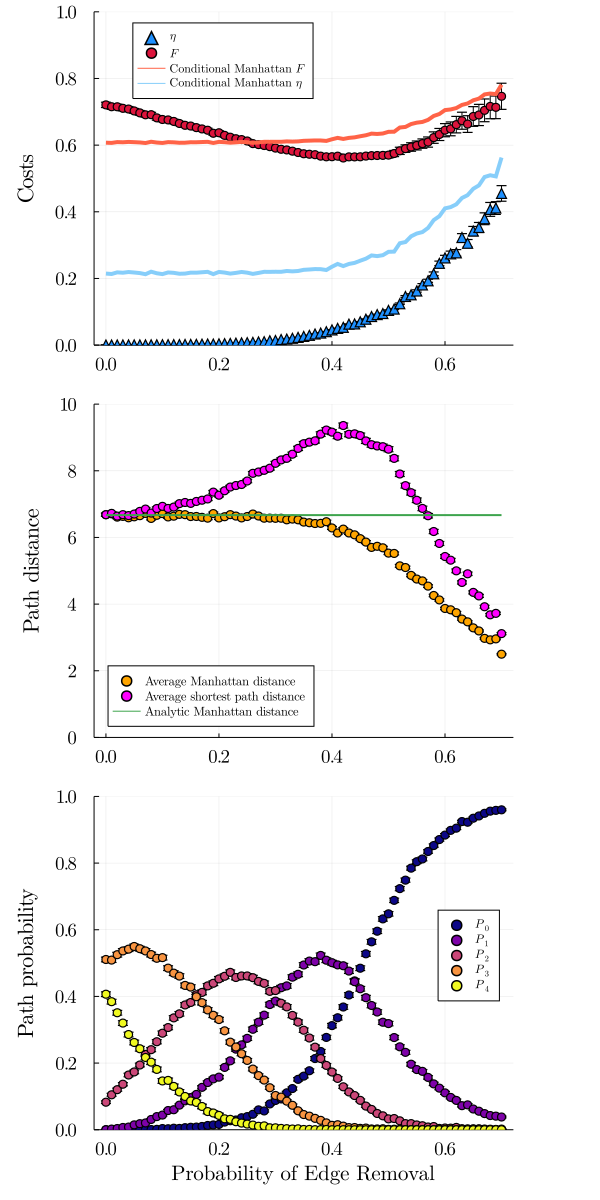 1.0
0.8
0.6
0.4
0.2
0.0
Costs
η
F
Conditional Manhattan F
Conditional Manhattan η
0.0 0.2 0.4 0.6
10
8
6
4
2
0
Path distance
Average Manhattan distance
Average shortest path distance
Analytic Manhattan distance
0.0 0.2 0.4 0.6
1.0
0.8
0.6
0.4
0.2
0.0
Path probability
P₀
P₁
P₂
P₃
P₄
0.0 0.2 0.4 0.6
Probability of Edge Removal